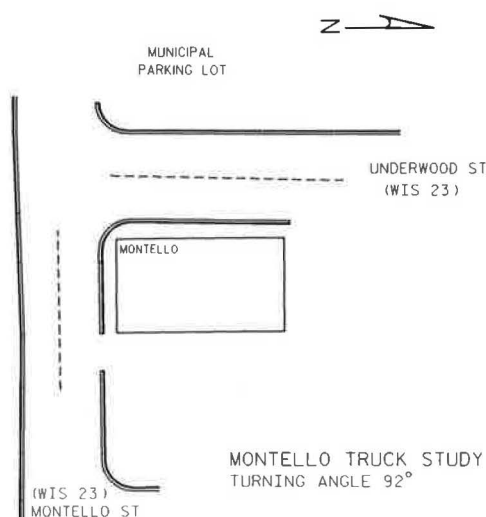 N
MUNICIPAL
PARKING LOT
UNDERWOOD ST
(WIS 23)
MONTELLO
MONTELLO TRUCK STUDY
TURNING ANGLE 92°
(WIS 23)
MONTELLO ST